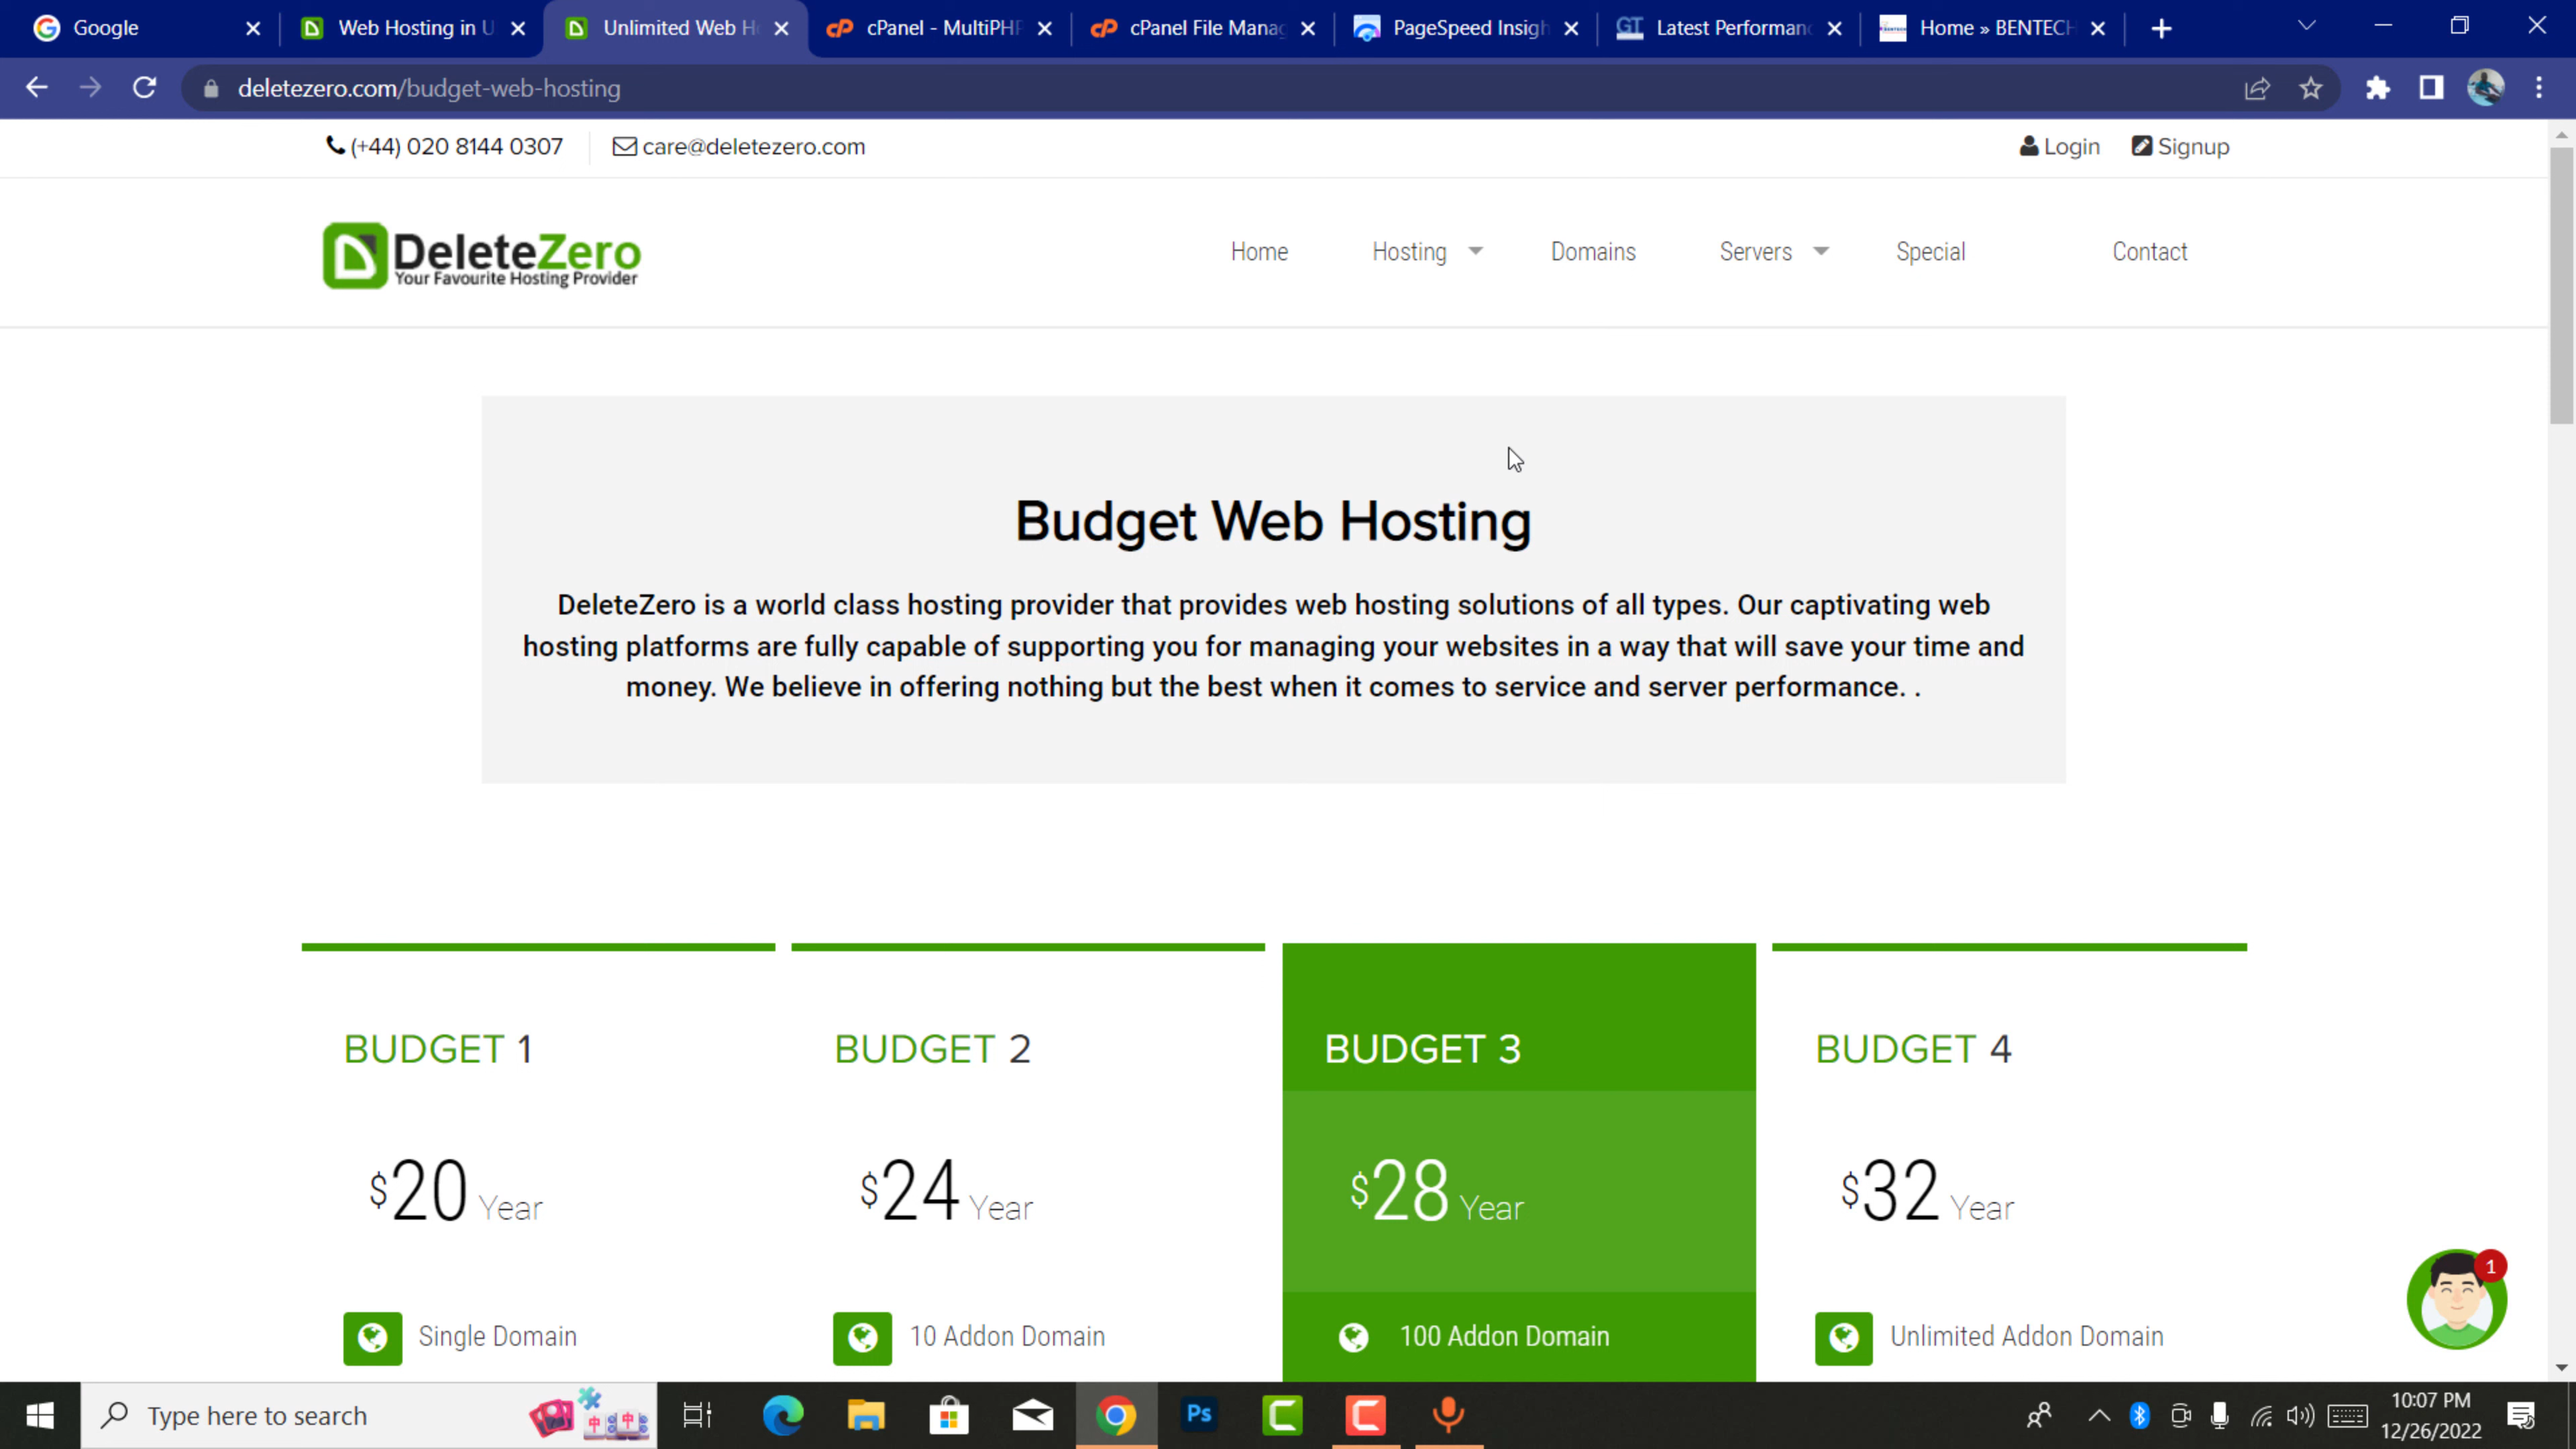 Google
Web Hosting in U
Unlimited Web Ho
cPanel - MultiPHP
cPanel File Manag
PageSpeed Insigh
GT Latest Performanc
Home » BENTECH
deletezero.com/budget-web-hosting
(+44) 020 8144 0307
care@deletezero.com
Login
Signup
DeleteZero
Your Favourite Hosting Provider
Home
Hosting
Domains
Servers
Special
Contact
Budget Web Hosting
DeleteZero is a world class hosting provider that provides web hosting solutions of all types. Our captivating web
hosting platforms are fully capable of supporting you for managing your websites in a way that will save your time and
money. We believe in offering nothing but the best when it comes to service and server performance. .
BUDGET 1
$20 Year
Single Domain
BUDGET 2
$24 Year
10 Addon Domain
BUDGET 3
$28 Year
100 Addon Domain
BUDGET 4
$32 Year
Unlimited Addon Domain
1
Type here to search
Ps
10:07 PM
12/26/2022